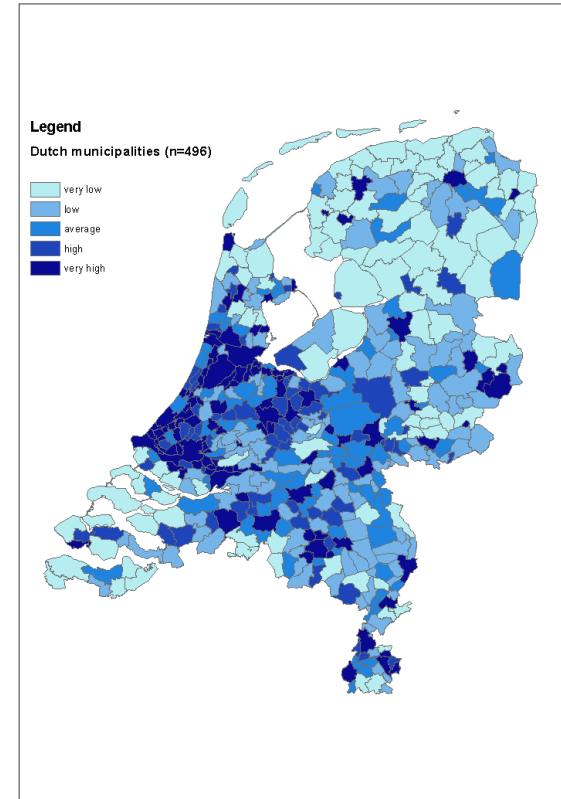 Legend
Dutch municipalities (n=496)
very low
low
average
high
very high